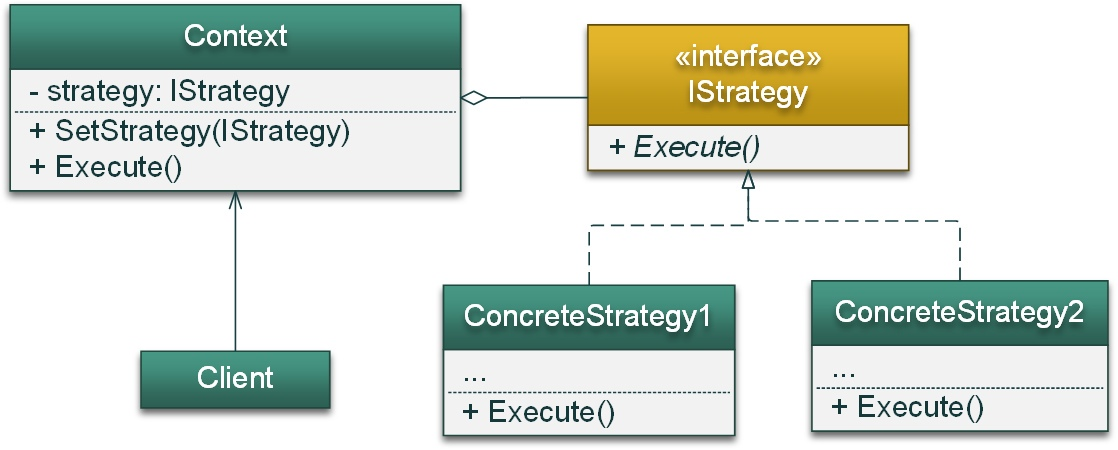 Context
- strategy: IStrategy
+ SetStrategy(IStrategy)
+ Execute()
«interface»
IStrategy
+ Execute()
ConcreteStrategy1
...
+ Execute()
ConcreteStrategy2
...
+ Execute()
Client